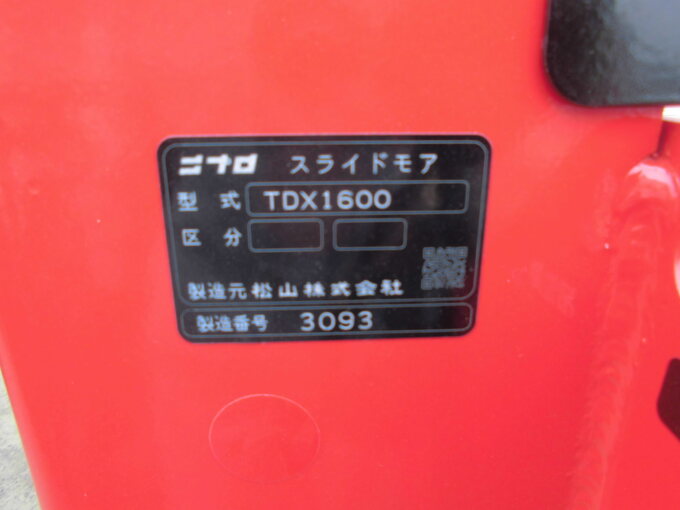 ニプロ スライドモア
型式 TDX1600
区分
製造元 松山株式会社
製造番号 3093